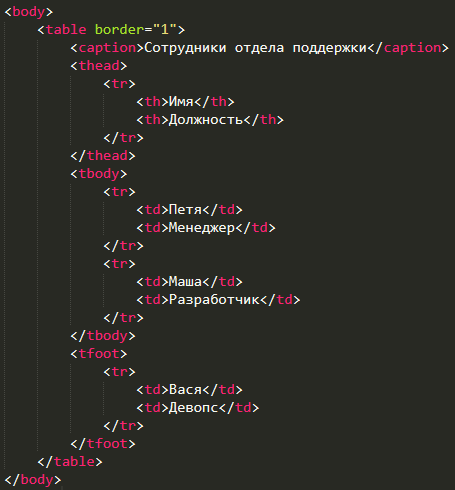 <body>
<table border="1">
<caption>Сотрудники отдела поддержки</caption>
<thead>
<tr>
<th>Имя</th>
<th>Должность</th>
</tr>
</thead>
<tbody>
<tr>
<td>Петя</td>
<td>Менеджер</td>
</tr>
<tr>
<td>Маша</td>
<td>Разработчик</td>
</tr>
</tbody>
<tfoot>
<tr>
<td>Вася</td>
<td>Девопс</td>
</tr>
</tfoot>
</table>
</body>